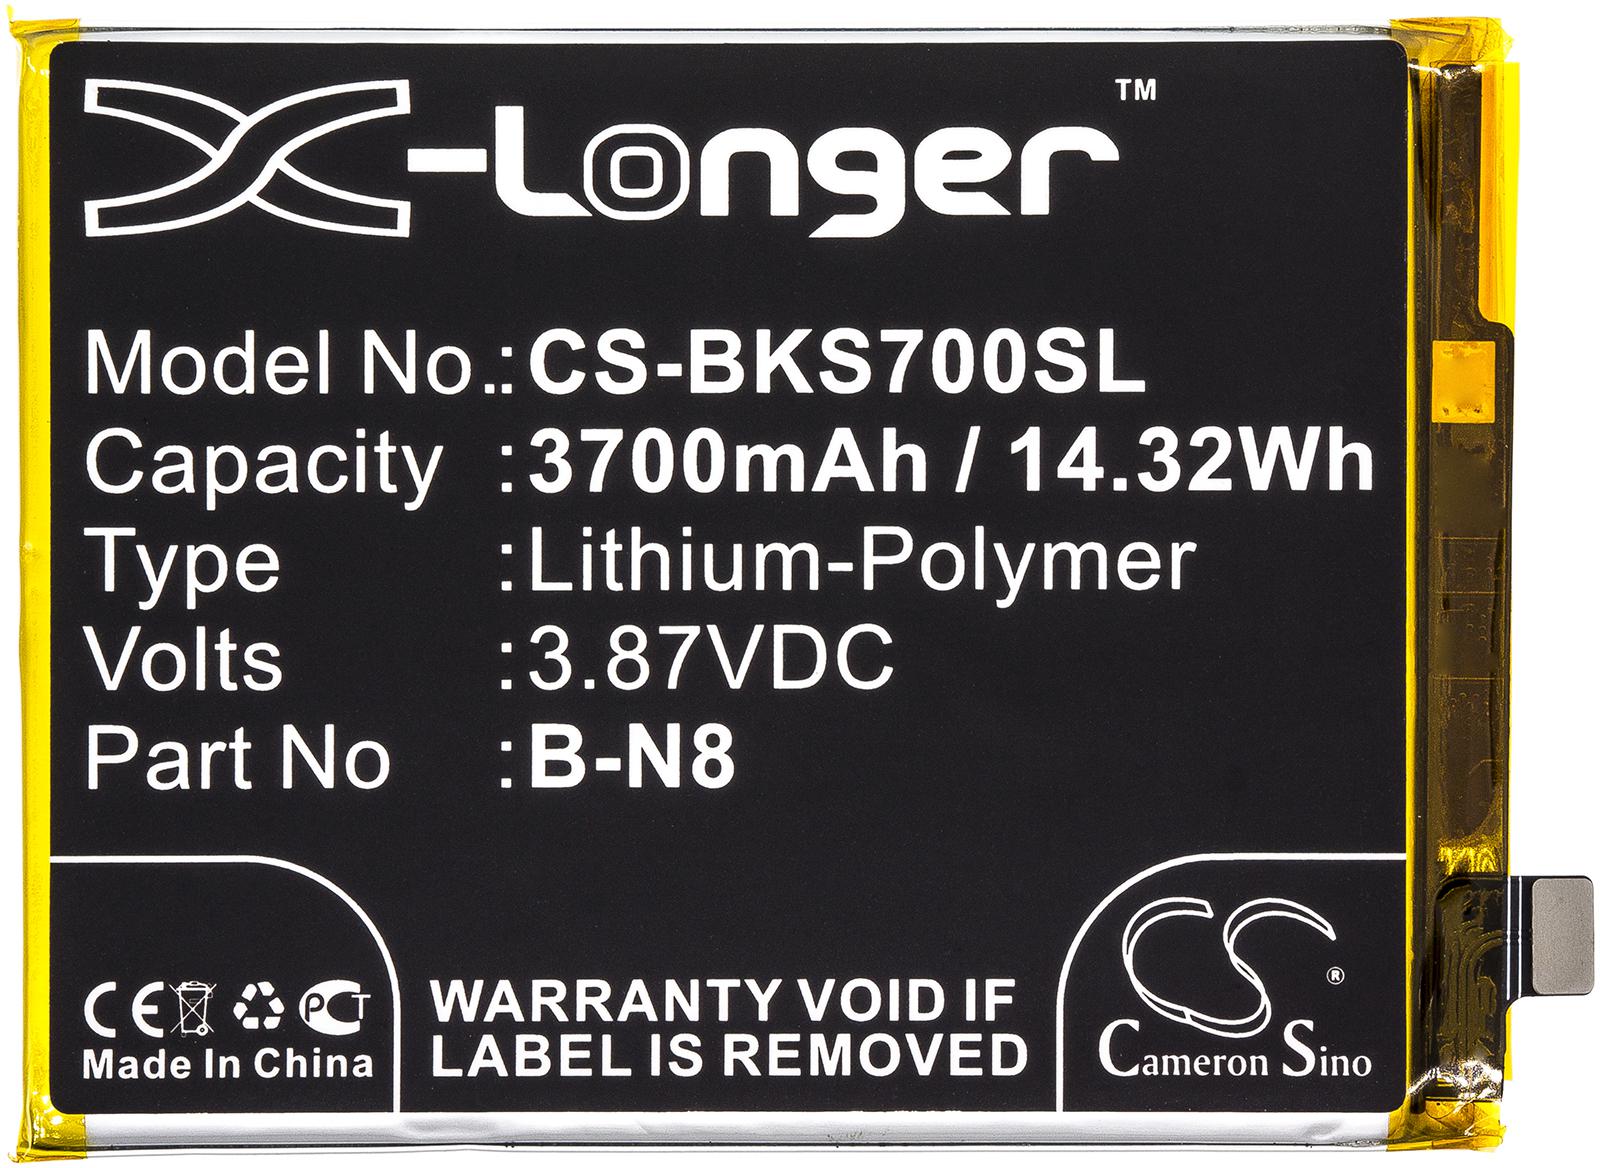 X-Longer™
Model No.: CS-BKS700SL
Capacity : 3700mAh / 14.32Wh
Type : Lithium-Polymer
Volts : 3.87VDC
Part No : B-N8
CE PCT
Made In China
WARRANTY VOID IF
LABEL IS REMOVED
CS®
Cameron Sino